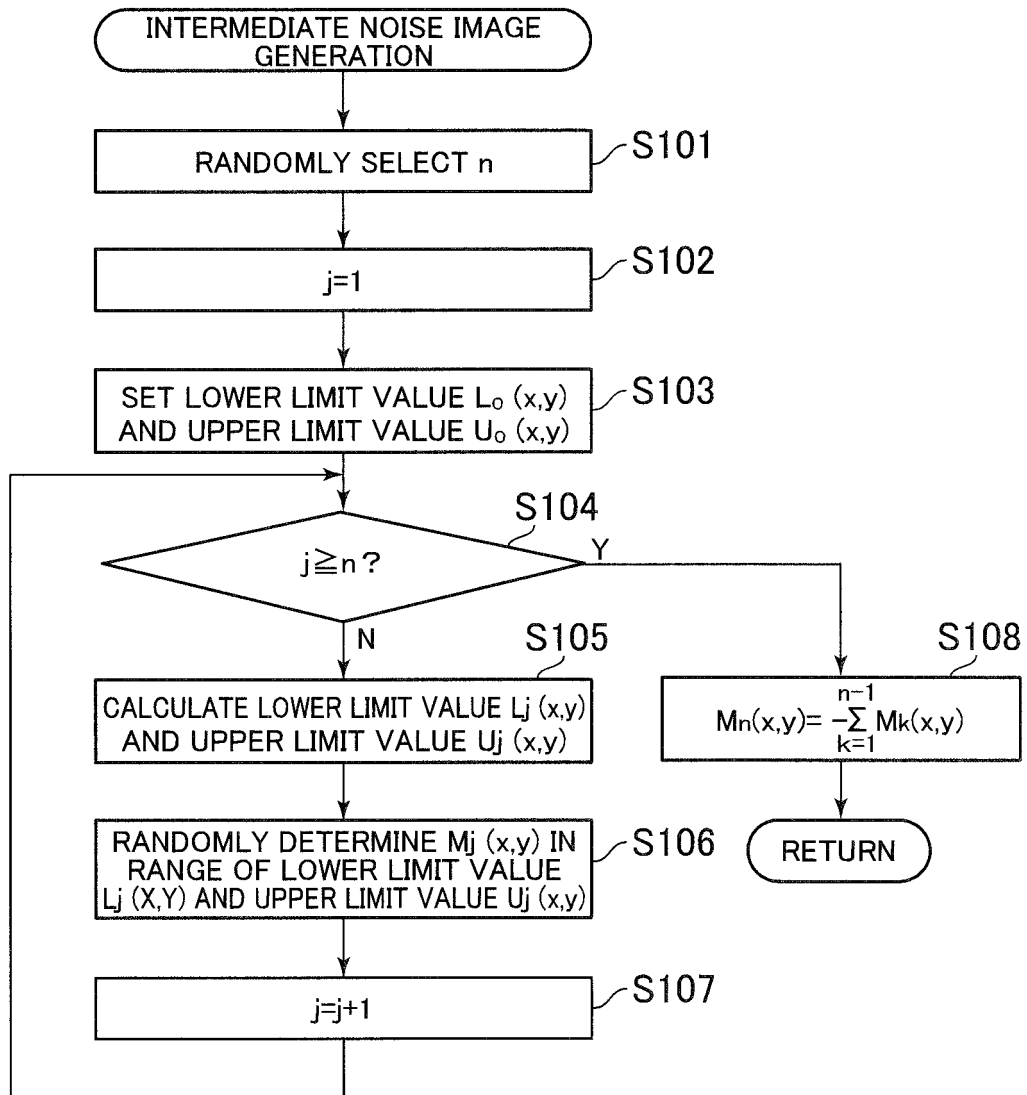 INTERMEDIATE NOISE IMAGE
GENERATION
RANDOMLY SELECT n
S101
j=1
S102
SET LOWER LIMIT VALUE L₀ (x,y)
AND UPPER LIMIT VALUE U₀ (x,y)
S103
j≧n?
S104
Y
N
CALCULATE LOWER LIMIT VALUE Lj (x,y)
AND UPPER LIMIT VALUE Uj (x,y)
S105
RANDOMLY DETERMINE Mj (x,y) IN
RANGE OF LOWER LIMIT VALUE
Lj (X,Y) AND UPPER LIMIT VALUE Uj (x,y)
S106
j=j+1
S107
S108
n-1
Mn(x,y)= -Σ Mk(x,y)
k=1
RETURN